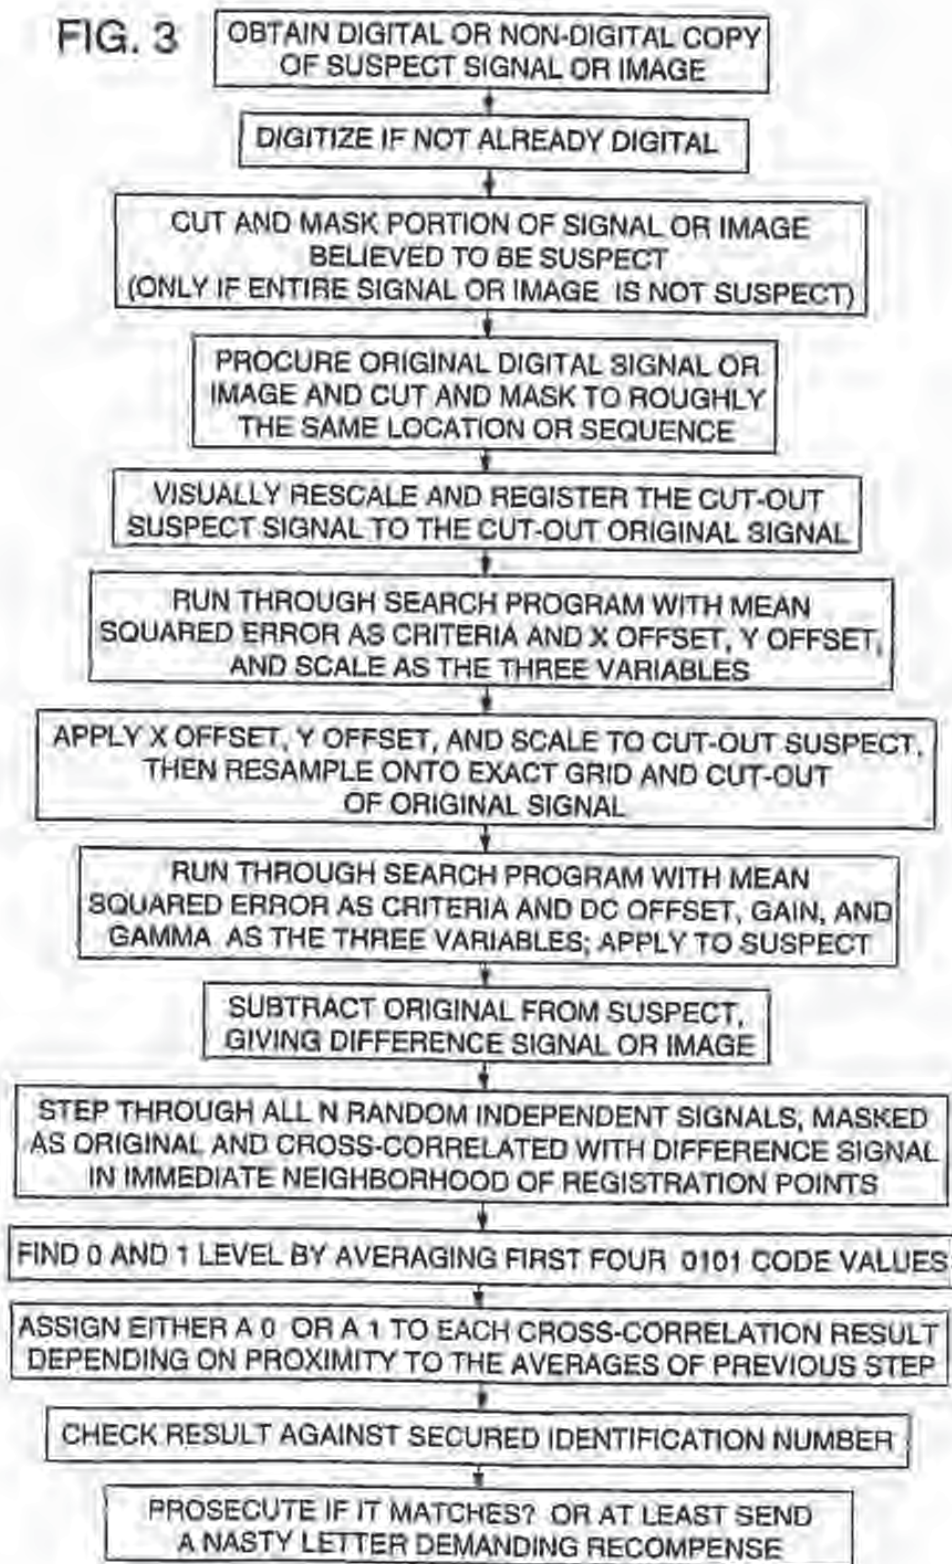 FIG. 3
OBTAIN DIGITAL OR NON-DIGITAL COPY
OF SUSPECT SIGNAL OR IMAGE
DIGITIZE IF NOT ALREADY DIGITAL
CUT AND MASK PORTION OF SIGNAL OR IMAGE
BELIEVED TO BE SUSPECT
(ONLY IF ENTIRE SIGNAL OR IMAGE IS NOT SUSPECT)
PROCURE ORIGINAL DIGITAL SIGNAL OR
IMAGE AND CUT AND MASK TO ROUGHLY
THE SAME LOCATION OR SEQUENCE
VISUALLY RESCALE AND REGISTER THE CUT-OUT
SUSPECT SIGNAL TO THE CUT-OUT ORIGINAL SIGNAL
RUN THROUGH SEARCH PROGRAM WITH MEAN
SQUARED ERROR AS CRITERIA AND X OFFSET, Y OFFSET,
AND SCALE AS THE THREE VARIABLES
APPLY X OFFSET, Y OFFSET, AND SCALE TO CUT-OUT SUSPECT,
THEN RESAMPLE ONTO EXACT GRID AND CUT-OUT
OF ORIGINAL SIGNAL
RUN THROUGH SEARCH PROGRAM WITH MEAN
SQUARED ERROR AS CRITERIA AND DC OFFSET, GAIN, AND
GAMMA AS THE THREE VARIABLES; APPLY TO SUSPECT
SUBTRACT ORIGINAL FROM SUSPECT,
GIVING DIFFERENCE SIGNAL OR IMAGE
STEP THROUGH ALL N RANDOM INDEPENDENT SIGNALS, MASKED
AS ORIGINAL AND CROSS-CORRELATED WITH DIFFERENCE SIGNAL
IN IMMEDIATE NEIGHBORHOOD OF REGISTRATION POINTS
FIND 0 AND 1 LEVEL BY AVERAGING FIRST FOUR 0101 CODE VALUES
ASSIGN EITHER A 0 OR A 1 TO EACH CROSS-CORRELATION RESULT
DEPENDING ON PROXIMITY TO THE AVERAGES OF PREVIOUS STEP
CHECK RESULT AGAINST SECURED IDENTIFICATION NUMBER
PROSECUTE IF IT MATCHES? OR AT LEAST SEND
A NASTY LETTER DEMANDING RECOMPENSE